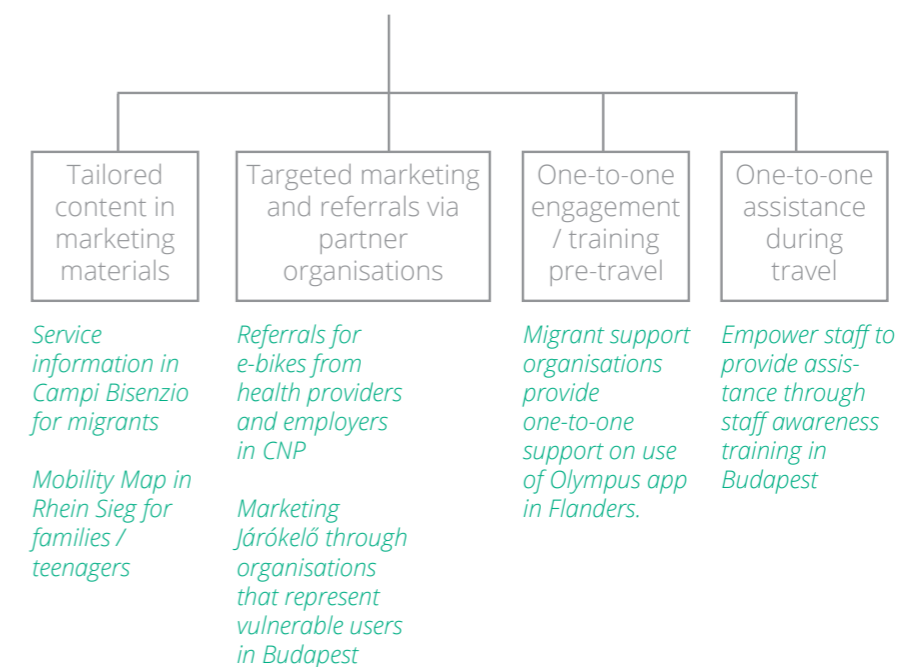 Tailored
content in
marketing
materials
Service
information in
Campi Bisenzio
for migrants
Mobility Map in
Rhein Sieg for
families /
teenagers
Targeted marketing
and referrals via
partner
organisations
Referrals for
e-bikes from
health providers
and employers
in CNP
Marketing
Járókelő through
organisations
that represent
vulnerable users
in Budapest
One-to-one
engagement
/ training
pre-travel
Migrant support
organisations
provide
one-to-one
support on use
of Olympus app
in Flanders.
One-to-one
assistance
during
travel
Empower staff to
provide assis-
tance through
staff awareness
training in
Budapest